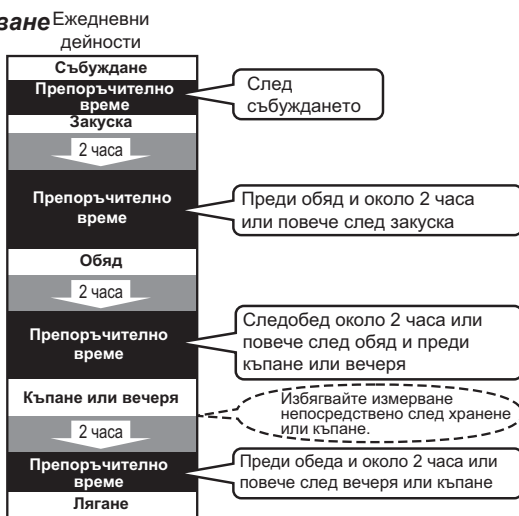 зване Ежедневни
дейности
Събуждане
Препоръчително
време
След
събуждането
Закуска
2 часа
Препоръчително
време
Преди обяд и около 2 часа
или повече след закуска
Обяд
2 часа
Препоръчително
време
Следобед около 2 часа или
повече след обяд и преди
къпане или вечеря
Къпане или вечеря
Избягвайте измерване
непосредствено след хранене
или къпане.
2 часа
Препоръчително
време
Преди обеда и около 2 часа или
повече след вечеря или къпане
Лягане